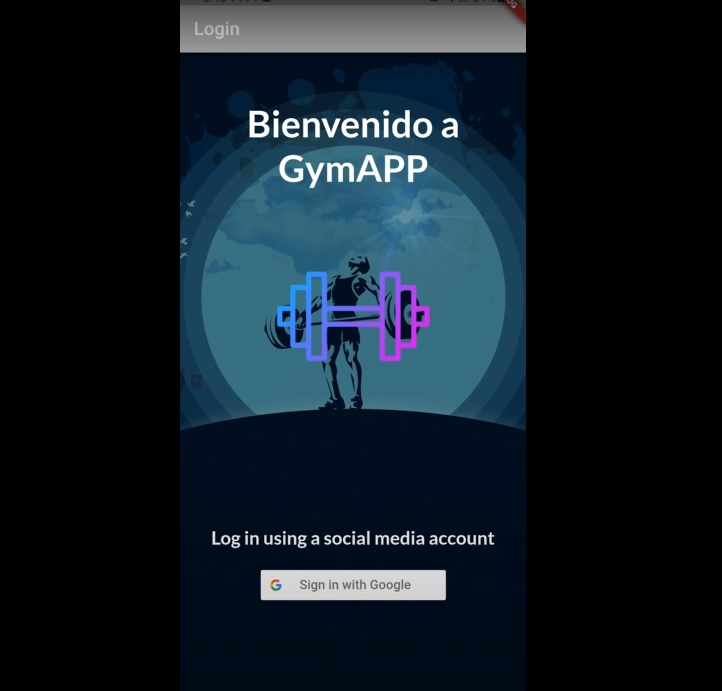 Login
Bienvenido a
GymAPP
Log in using a social media account
Sign in with Google